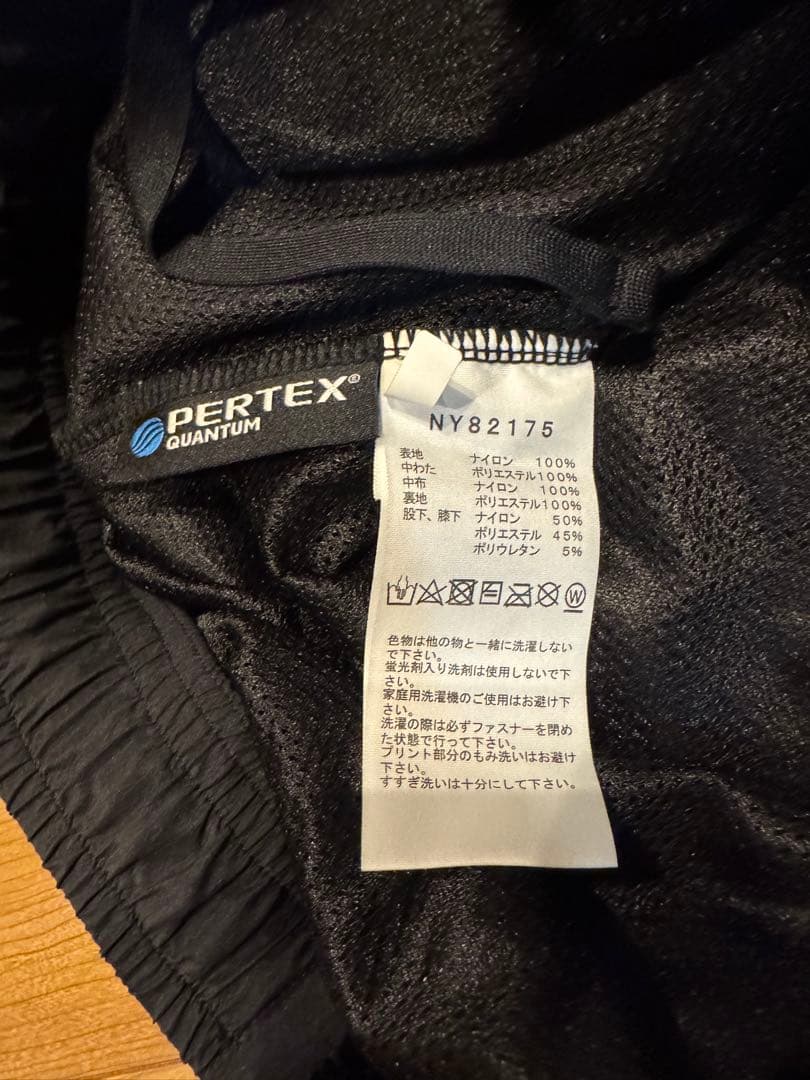 PERTEX®
QUANTUM
NY82175
表地 ナイロン 100%
中わた ポリエステル100%
中布 ナイロン 100%
裏地 ポリエステル100%
股下、膝下 ナイロン 50%
ポリエステル 45%
ポリウレタン 5%
W
色物は他の物と一緒に洗濯しない
で下さい。
蛍光剤入り洗剤は使用しないで下
さい。
家庭用洗濯機のご使用はお避け下
さい。
洗濯の際は必ずファスナーを閉め
た状態で行って下さい。
プリント部分のもみ洗いはお避け
下さい。
すすぎ洗いは十分にして下さい。